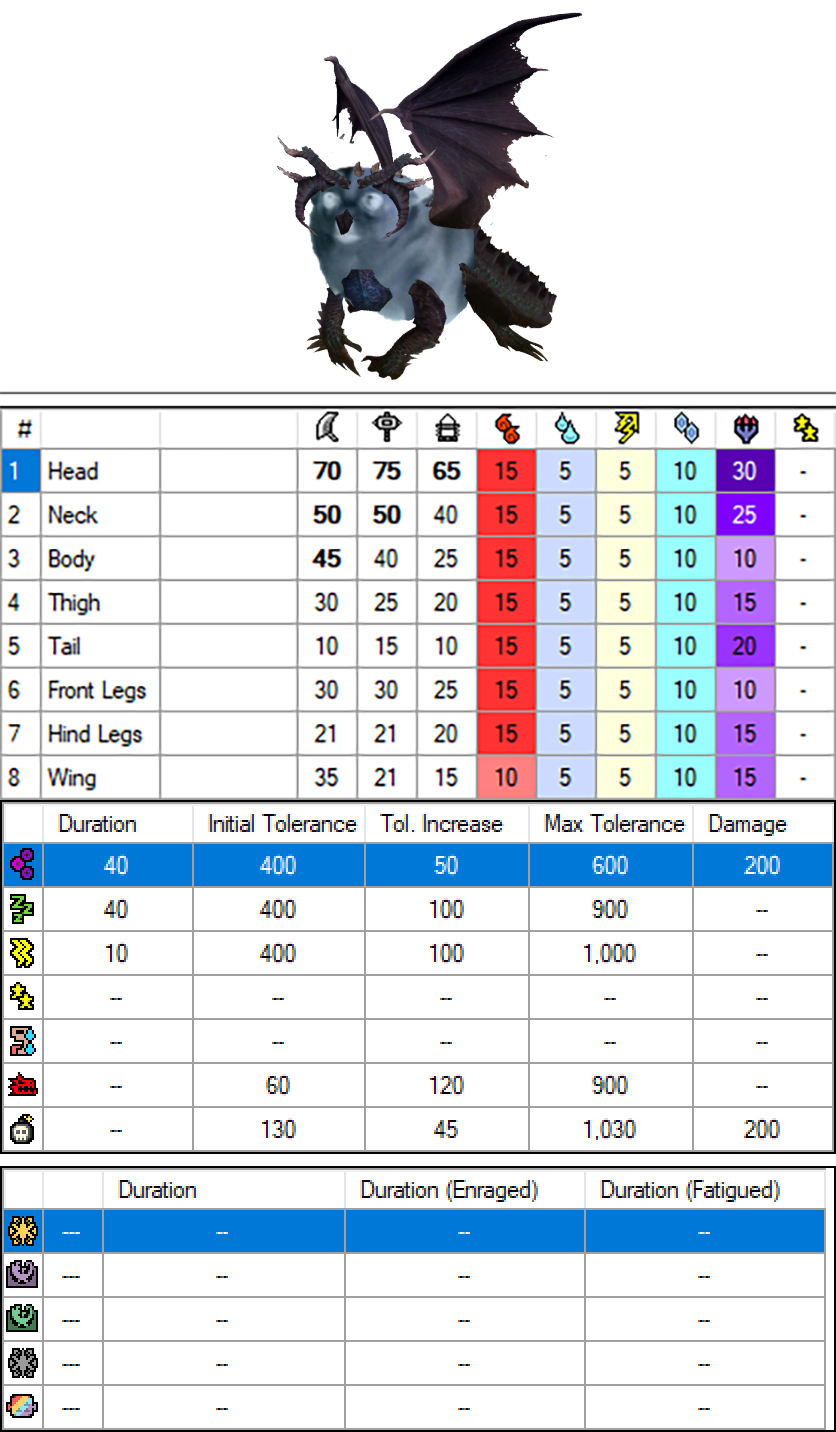 #
1 Head 70 75 65 15 5 5 10 30 -
2 Neck 50 50 40 15 5 5 10 25 -
3 Body 45 40 25 15 5 5 10 10 -
4 Thigh 30 25 20 15 5 5 10 15 -
5 Tail 10 15 10 15 5 5 10 20 -
6 Front Legs 30 30 25 15 5 5 10 10 -
7 Hind Legs 21 21 20 15 5 5 10 15 -
8 Wing 35 21 15 10 5 5 10 15 -
Duration Initial Tolerance Tol. Increase Max Tolerance Damage
40 400 50 600 200
40 400 100 900 --
10 400 100 1,000 --
-- -- -- -- --
-- -- -- -- --
-- 60 120 900 --
-- 130 45 1,030 200
Duration Duration (Enraged) Duration (Fatigued)
--- -- -- --
--- -- -- --
--- -- -- --
--- -- -- --
--- -- -- --